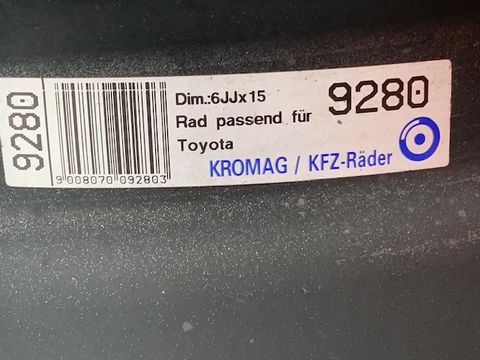 9280
9 008070 092803
Dim.:6JJx15
9280
Rad passend für
Toyota
KROMAG / KFZ-Räder